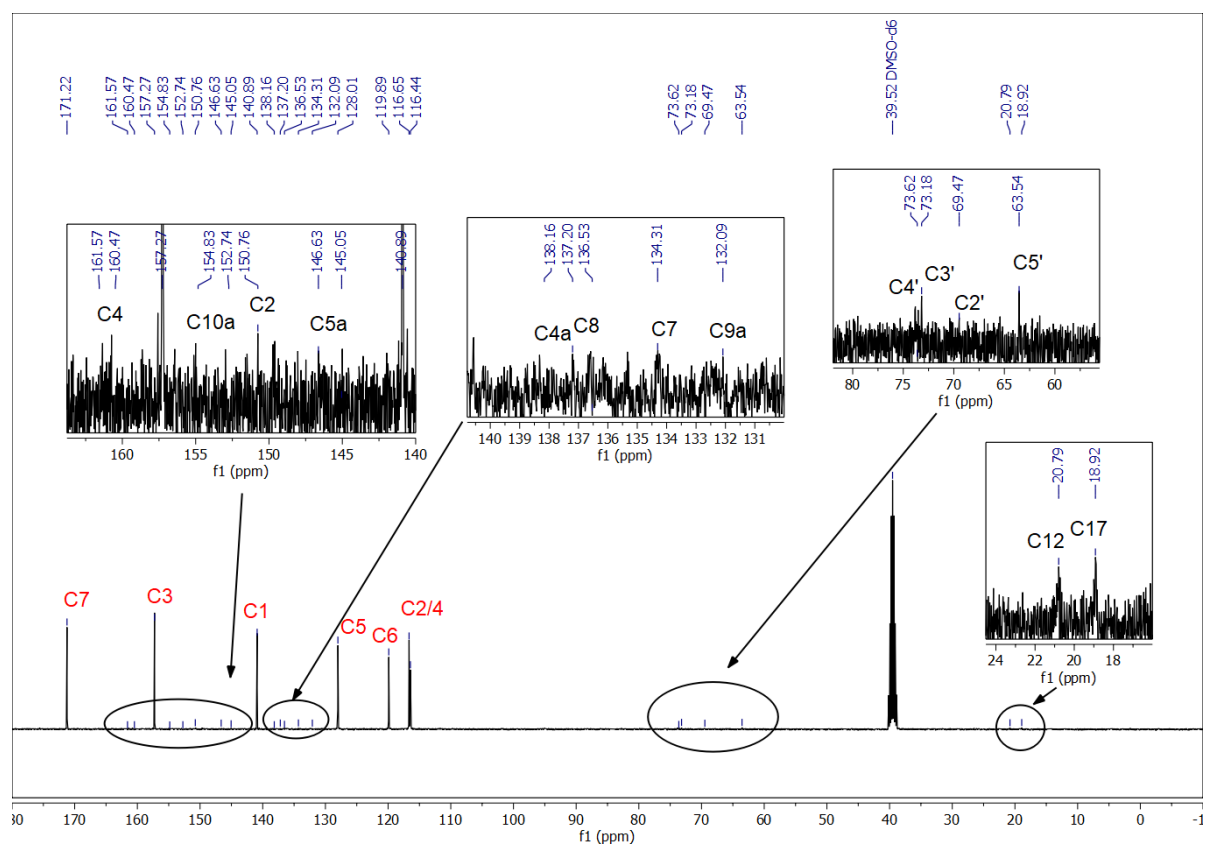 171.22 161.57 160.47 157.27 154.83 152.74 150.76 146.63 145.05 140.89 138.16 137.20 136.53 134.31 132.09 128.01 119.89 116.65 116.44 73.62 73.18 69.47 63.54 39.52 DMSO-d6 20.79 18.92
161.57 160.47 157.27 154.83 152.74 150.76 146.63 145.05 140.89
C4 C10a C2 C5a
160 155 150 145 140
f1 (ppm)
138.16 137.20 136.53 134.31 132.09
C4a C8 C7 C9a
140 139 138 137 136 135 134 133 132 131
f1 (ppm)
73.62 73.18 69.47 63.54
C4' C3' C2' C5'
80 75 70 65 60
f1 (ppm)
20.79 18.92
C12 C17
24 22 20 18
f1 (ppm)
C7 C3 C1 C5 C6 C2/4
80 170 160 150 140 130 120 110 100 90 80 70 60 50 40 30 20 10 0 -1
f1 (ppm)